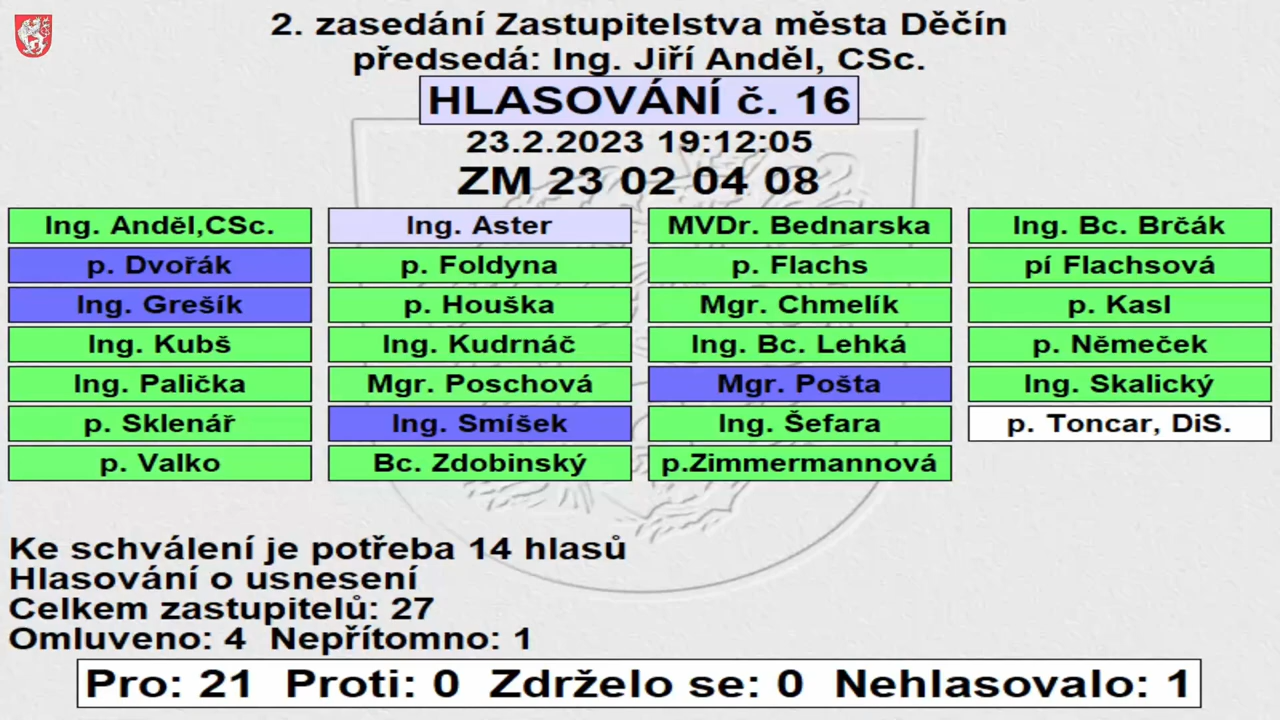 2. zasedání Zastupitelstva města Děčín
předsedá: Ing. Jiří Anděl, CSc.
HLASOVÁNÍ č. 16
23.2.2023 19:12:05
ZM 23 02 04 08
Ing. Anděl,CSc. Ing. Aster MVDr. Bednarska Ing. Bc. Brčák
p. Dvořák p. Foldyna p. Flachs pí Flachsová
Ing. Grešík p. Houška Mgr. Chmelík p. Kasl
Ing. Kubš Ing. Kudrnáč Ing. Bc. Lehká p. Němeček
Ing. Palička Mgr. Poschová Mgr. Pošta Ing. Skalický
p. Sklenář Ing. Smíšek Ing. Šefara p. Toncar, DiS.
p. Valko Bc. Zdobinský p.Zimmermannová
Ke schválení je potřeba 14 hlasů
Hlasování o usnesení
Celkem zastupitelů: 27
Omluveno: 4 Nepřítomno: 1
Pro: 21 Proti: 0 Zdrželo se: 0 Nehlasovalo: 1